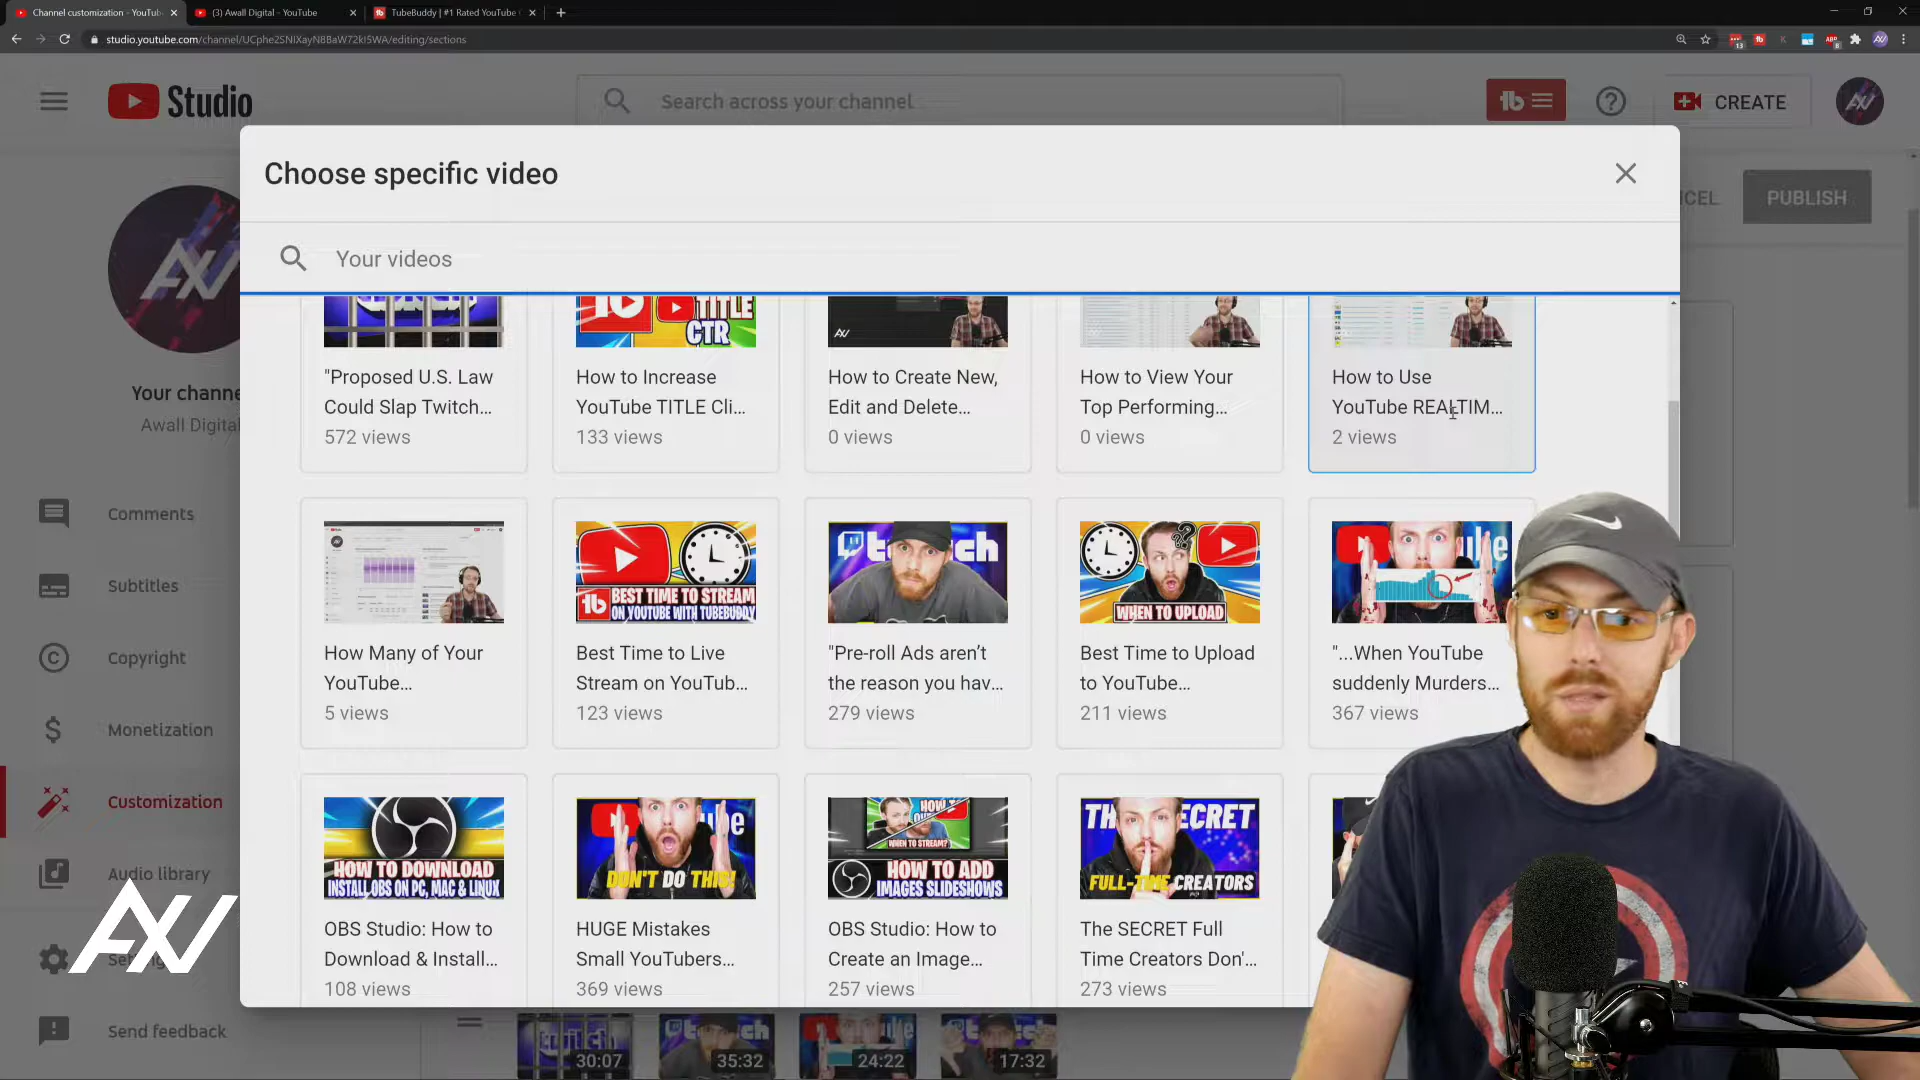 Channel customization - YouTub
(3) Awall Digital - YouTube
TubeBuddy | #1 Rated YouTube
studio.youtube.com/channel/UCphe2SNIXayN8BaW72kI5WA/editing/sections
Studio
Search across your channel
CREATE
Choose specific video
CEL
PUBLISH
Your videos
Your channe
Awall Digital
TITLE
CTR
"Proposed U.S. Law
Could Slap Twitch...
572 views
How to Increase
YouTube TITLE Cli...
133 views
How to Create New,
Edit and Delete...
0 views
How to View Your
Top Performing...
0 views
How to Use
YouTube REALTIM...
2 views
Comments
Subtitles
Copyright
Monetization
Customization
Audio library
Send feedback
BEST TIME TO STREAM
ON YOUTUBE WITH TUBEBUDDY
WHEN TO UPLOAD
How Many of Your
YouTube...
5 views
Best Time to Live
Stream on YouTub...
123 views
"Pre-roll Ads aren't
the reason you hav...
279 views
Best Time to Upload
to YouTube...
211 views
"...When YouTube
suddenly Murders...
367 views
HOW TO DOWNLOAD
INSTALL OBS ON PC, MAC & LINUX
DON'T DO THIS!
WHEN TO STREAM?
HOW TO ADD
IMAGES SLIDESHOWS
FULL-TIME CREATORS
OBS Studio: How to
Download & Install...
108 views
HUGE Mistakes
Small YouTubers...
369 views
OBS Studio: How to
Create an Image...
257 views
The SECRET Full
Time Creators Don'...
273 views
30:07
35:32
24:22
17:32